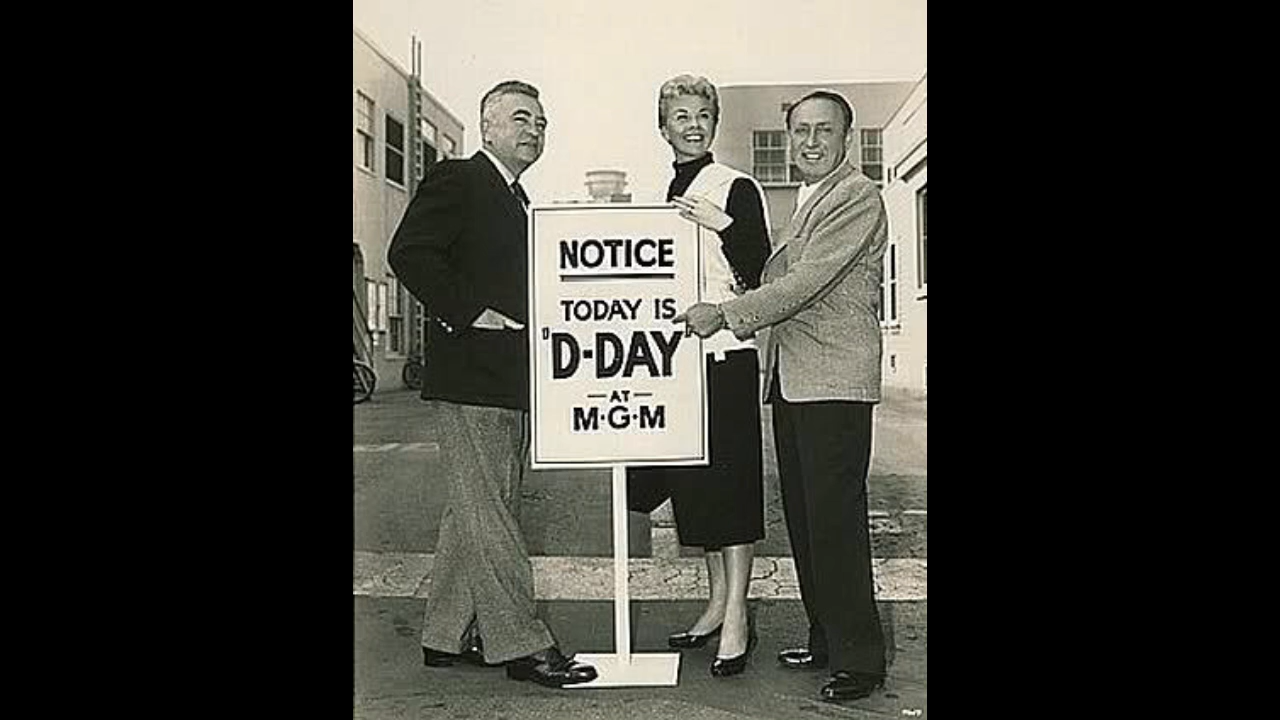 NOTICE
TODAY IS
"D-DAY"
—AT—
M·G·M